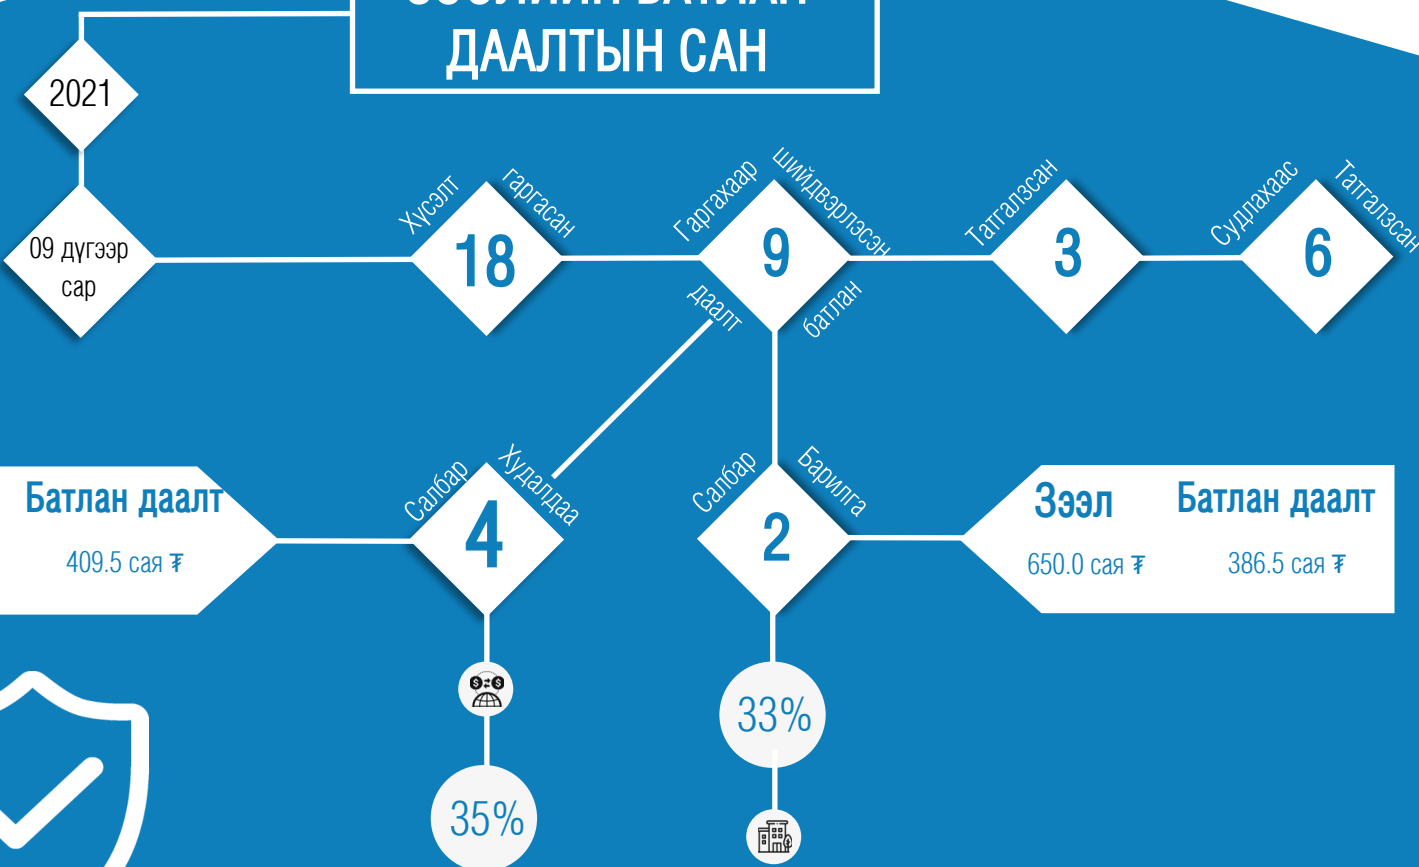 ДААЛТЫН САН
2021
09 дүгээр
сар
Хүсэлт гаргасан
18
Гаргахаар шийдвэрлэсэн
9
батлан
даалт
Татгалзсан
3
Судлахаас Татгалзсан
6
Батлан даалт
409.5 сая ₮
Салбар Худалдаа
4
35%
Салбар Барилга
2
33%
Зээл Батлан даалт
650.0 сая ₮ 386.5 сая ₮